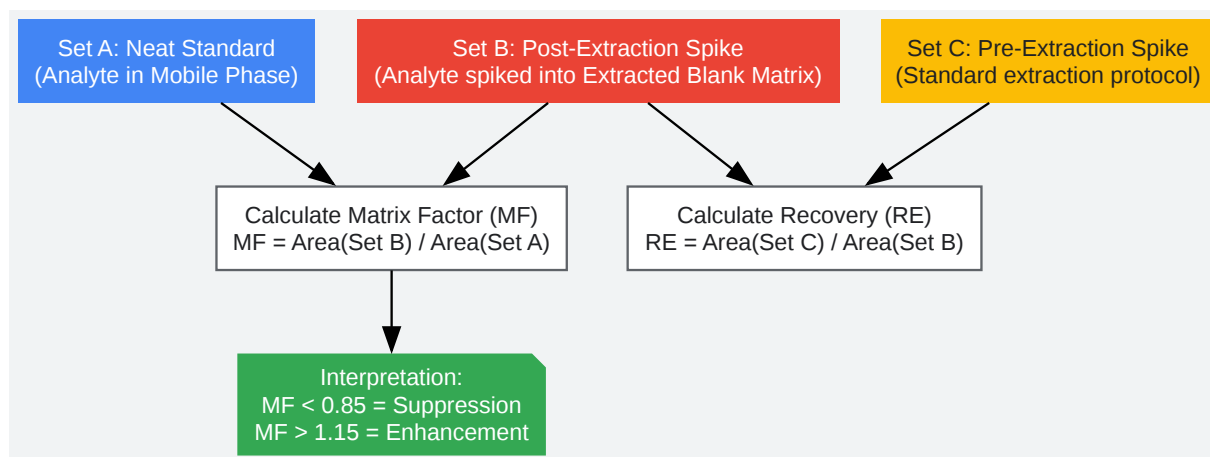 Set A: Neat Standard
(Analyte in Mobile Phase)
Set B: Post-Extraction Spike
(Analyte spiked into Extracted Blank Matrix)
Set C: Pre-Extraction Spike
(Standard extraction protocol)
Calculate Matrix Factor (MF)
MF = Area(Set B) / Area(Set A)
Calculate Recovery (RE)
RE = Area(Set C) / Area(Set B)
Interpretation:
MF < 0.85 = Suppression
MF > 1.15 = Enhancement